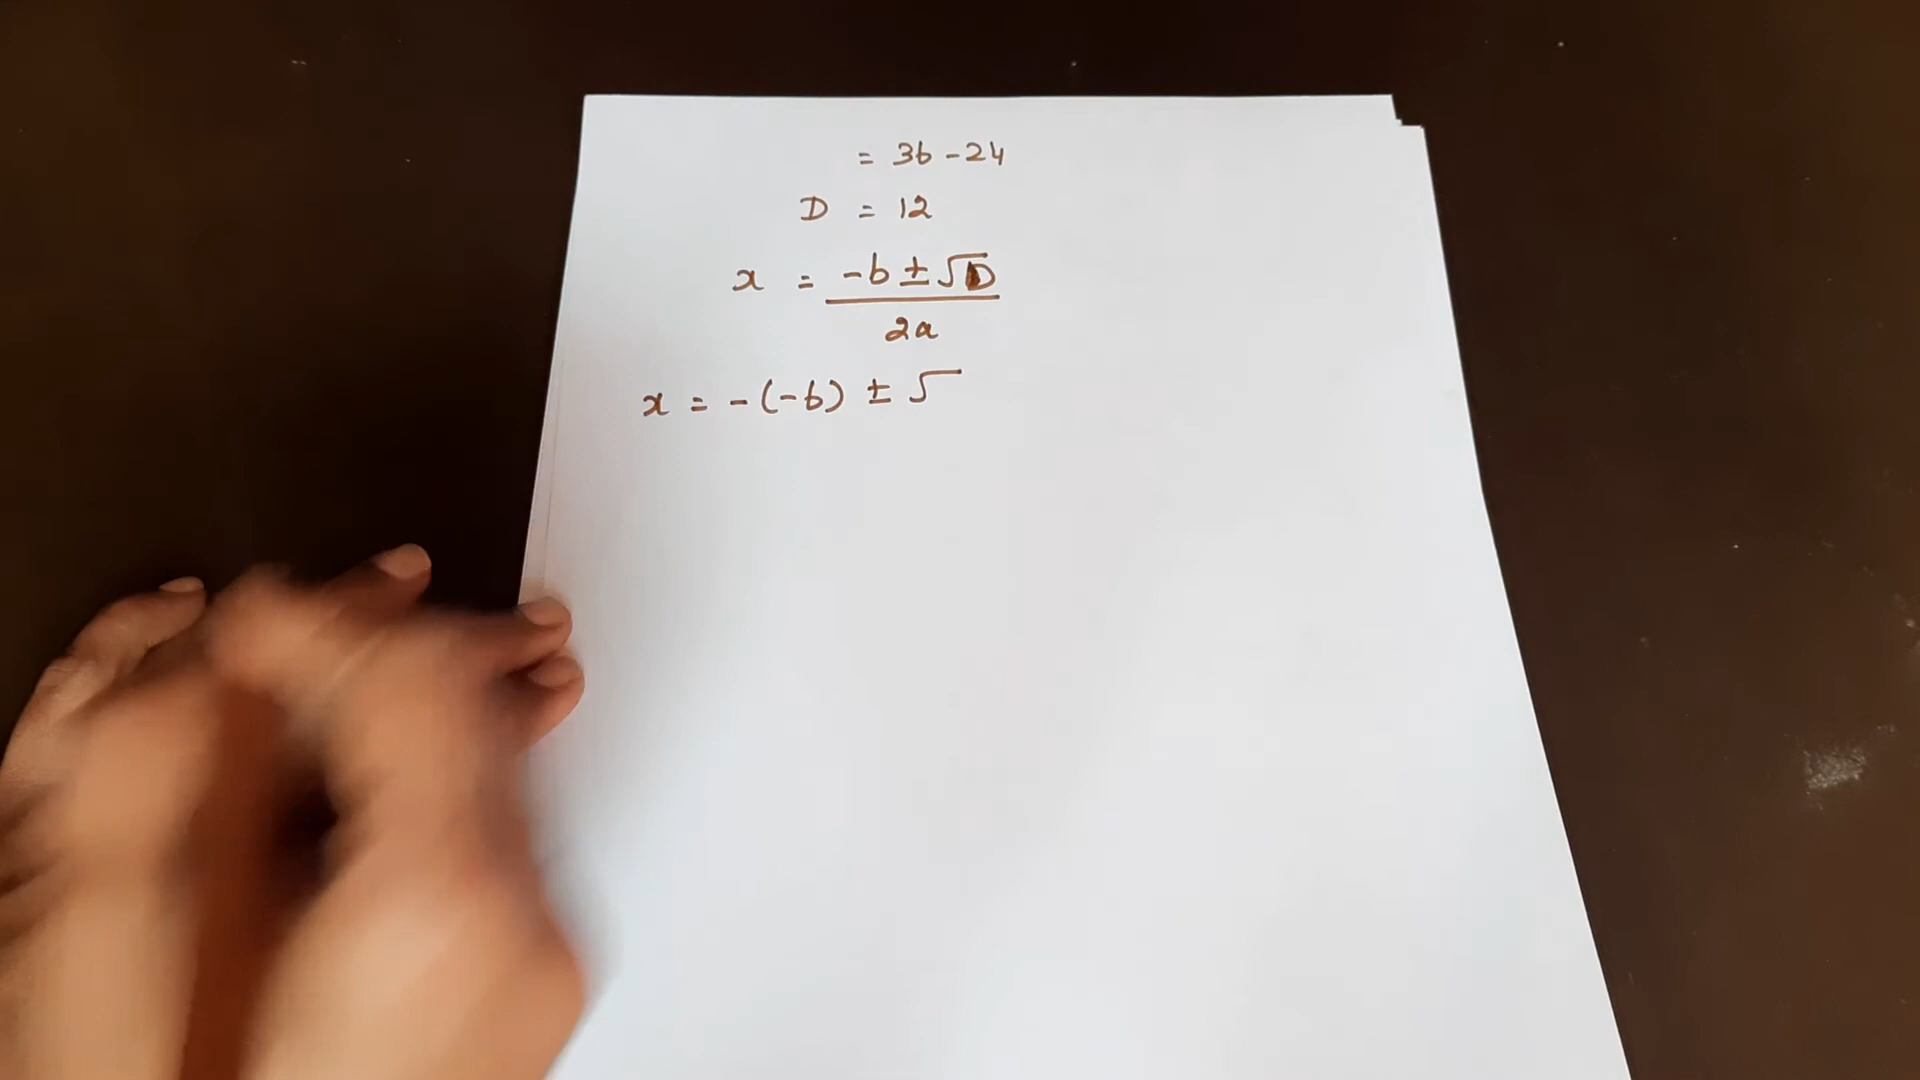 = 36 - 24
D = 12
x = -b ± √D
2a
x = -(-6) ± √